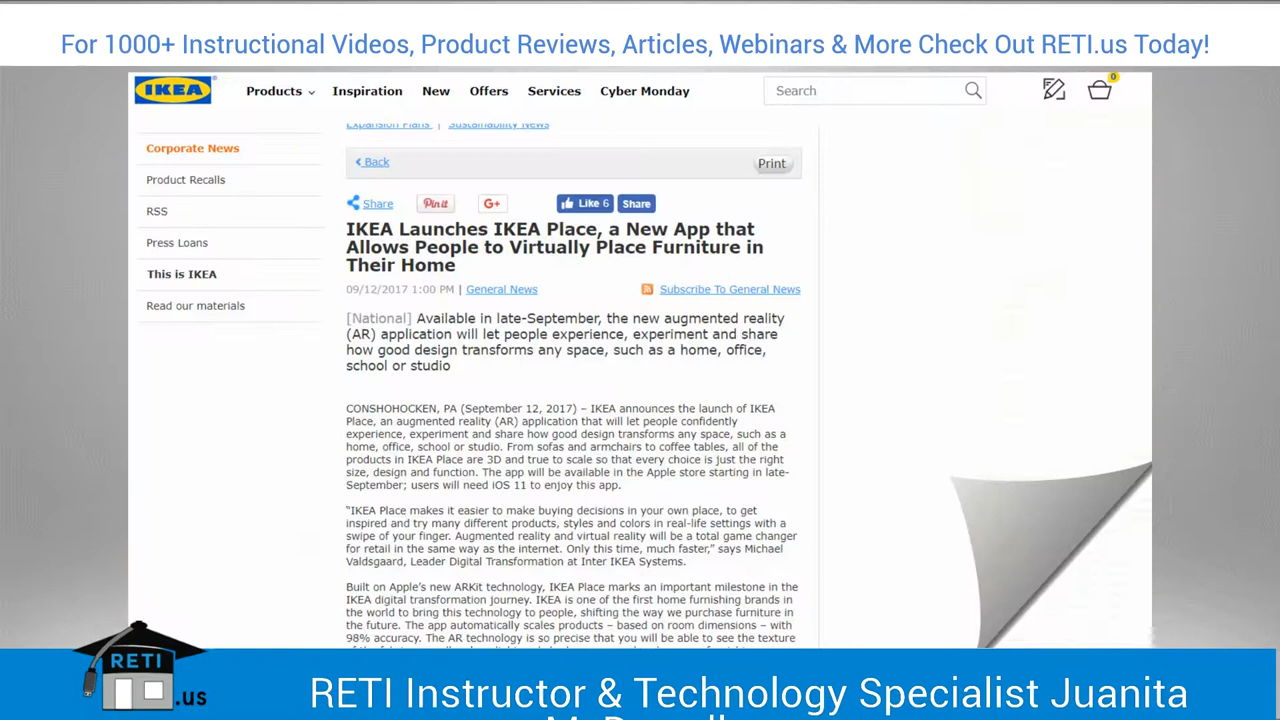 For 1000+ Instructional Videos, Product Reviews, Articles, Webinars & More Check Out RETI.us Today!
IKEA
Products
Inspiration
New
Offers
Services
Cyber Monday
Search
0
Expansion Plans | Sustainability News
Corporate News
Product Recalls
RSS
Press Loans
This is IKEA
Read our materials
Back
Print
Share
Pin it
G+
Like 6
Share
IKEA Launches IKEA Place, a New App that
Allows People to Virtually Place Furniture in
Their Home
09/12/2017 1:00 PM | General News
Subscribe To General News
[National] Available in late-September, the new augmented reality
(AR) application will let people experience, experiment and share
how good design transforms any space, such as a home, office,
school or studio
CONSHOHOCKEN, PA (September 12, 2017) – IKEA announces the launch of IKEA
Place, an augmented reality (AR) application that will let people confidently
experience, experiment and share how good design transforms any space, such as a
home, office, school or studio. From sofas and armchairs to coffee tables, all of the
products in IKEA Place are 3D and true to scale so that every choice is just the right
size, design and function. The app will be available in the Apple store starting in late-
September; users will need iOS 11 to enjoy this app.
“IKEA Place makes it easier to make buying decisions in your own place, to get
inspired and try many different products, styles and colors in real-life settings with a
swipe of your finger. Augmented reality and virtual reality will be a total game changer
for retail in the same way as the internet. Only this time, much faster,” says Michael
Valdsgaard, Leader Digital Transformation at Inter IKEA Systems.
Built on Apple’s new ARKit technology, IKEA Place marks an important milestone in the
IKEA digital transformation journey. IKEA is one of the first home furnishing brands in
the world to bring this technology to people, shifting the way we purchase furniture in
the future. The app automatically scales products – based on room dimensions – with
98% accuracy. The AR technology is so precise that you will be able to see the texture
RETI
.us
RETI Instructor & Technology Specialist Juanita